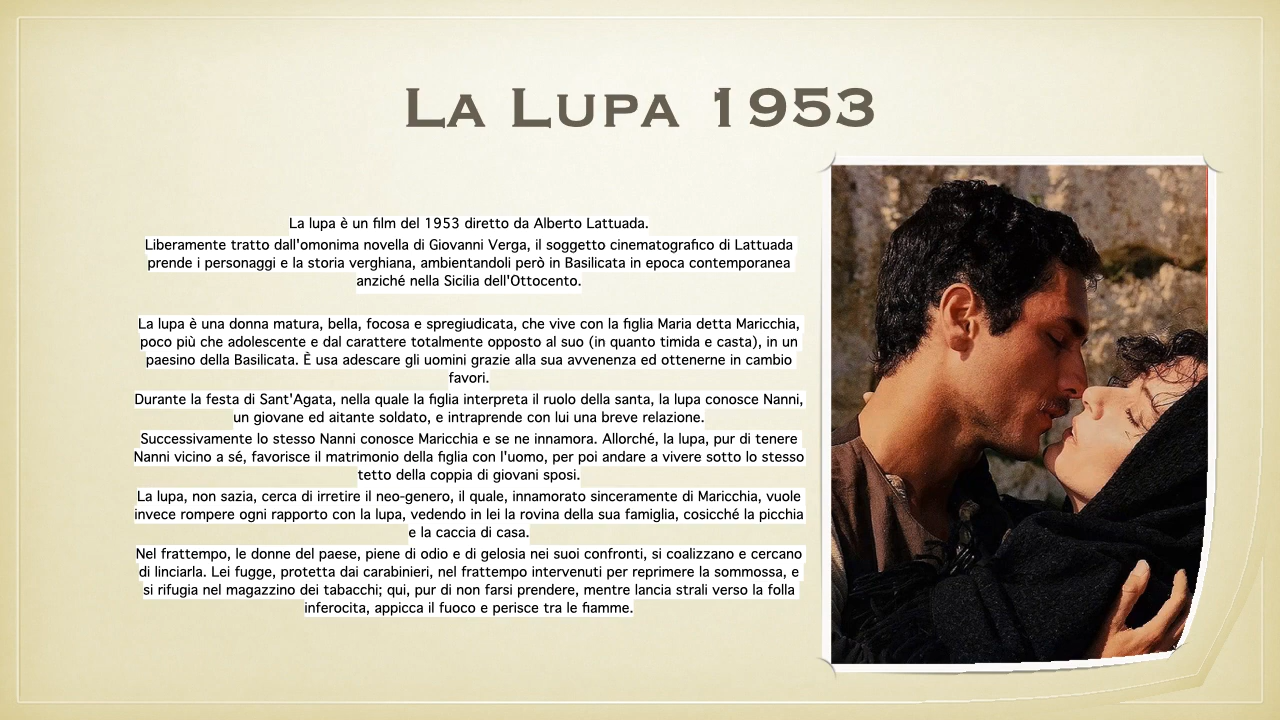 La Lupa 1953
La lupa è un film del 1953 diretto da Alberto Lattuada.
Liberamente tratto dall'omonima novella di Giovanni Verga, il soggetto cinematografico di Lattuada
prende i personaggi e la storia verghiana, ambientandoli però in Basilicata in epoca contemporanea
anziché nella Sicilia dell'Ottocento.
La lupa è una donna matura, bella, focosa e spregiudicata, che vive con la figlia Maria detta Maricchia,
poco più che adolescente e dal carattere totalmente opposto al suo (in quanto timida e casta), in un
paesino della Basilicata. È usa adescare gli uomini grazie alla sua avvenenza ed ottenerne in cambio
favori.
Durante la festa di Sant'Agata, nella quale la figlia interpreta il ruolo della santa, la lupa conosce Nanni,
un giovane ed aitante soldato, e intraprende con lui una breve relazione.
Successivamente lo stesso Nanni conosce Maricchia e se ne innamora. Allorché, la lupa, pur di tenere
Nanni vicino a sé, favorisce il matrimonio della figlia con l'uomo, per poi andare a vivere sotto lo stesso
tetto della coppia di giovani sposi.
La lupa, non sazia, cerca di irretire il neo-genero, il quale, innamorato sinceramente di Maricchia, vuole
invece rompere ogni rapporto con la lupa, vedendo in lei la rovina della sua famiglia, cosicché la picchia
e la caccia di casa.
Nel frattempo, le donne del paese, piene di odio e di gelosia nei suoi confronti, si coalizzano e cercano
di linciarla. Lei fugge, protetta dai carabinieri, nel frattempo intervenuti per reprimere la sommossa, e
si rifugia nel magazzino dei tabacchi; qui, pur di non farsi prendere, mentre lancia strali verso la folla
inferocita, appicca il fuoco e perisce tra le fiamme.